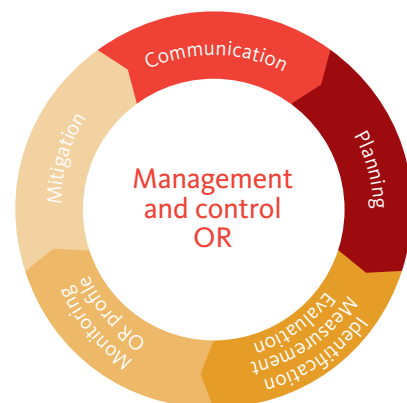 Communication
Planning
Identification
Measurement
Evaluation
Monitoring
OR profile
Mitigation
Management
and control
OR